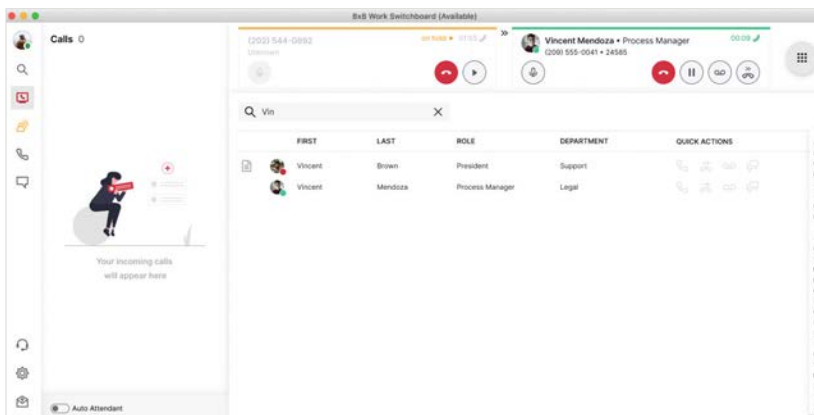 8x8 Work Switchboard (Available)
Calls 0
(202) 544-0892
on hold • 01:55
Unknown
»
Vincent Mendoza • Process Manager
00:09
(209) 555-0041 • 24585
Vin
FIRST LAST ROLE DEPARTMENT QUICK ACTIONS
Vincent Brown President Support
Vincent Mendoza Process Manager Legal
Your incoming calls
will appear here
Auto Attendant